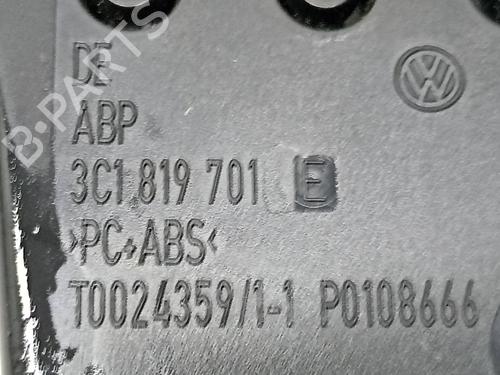 DE
ABP
3C1 819 701 E
>PC+ABS<
T0024359/1-1 P0108666
B-PARTS